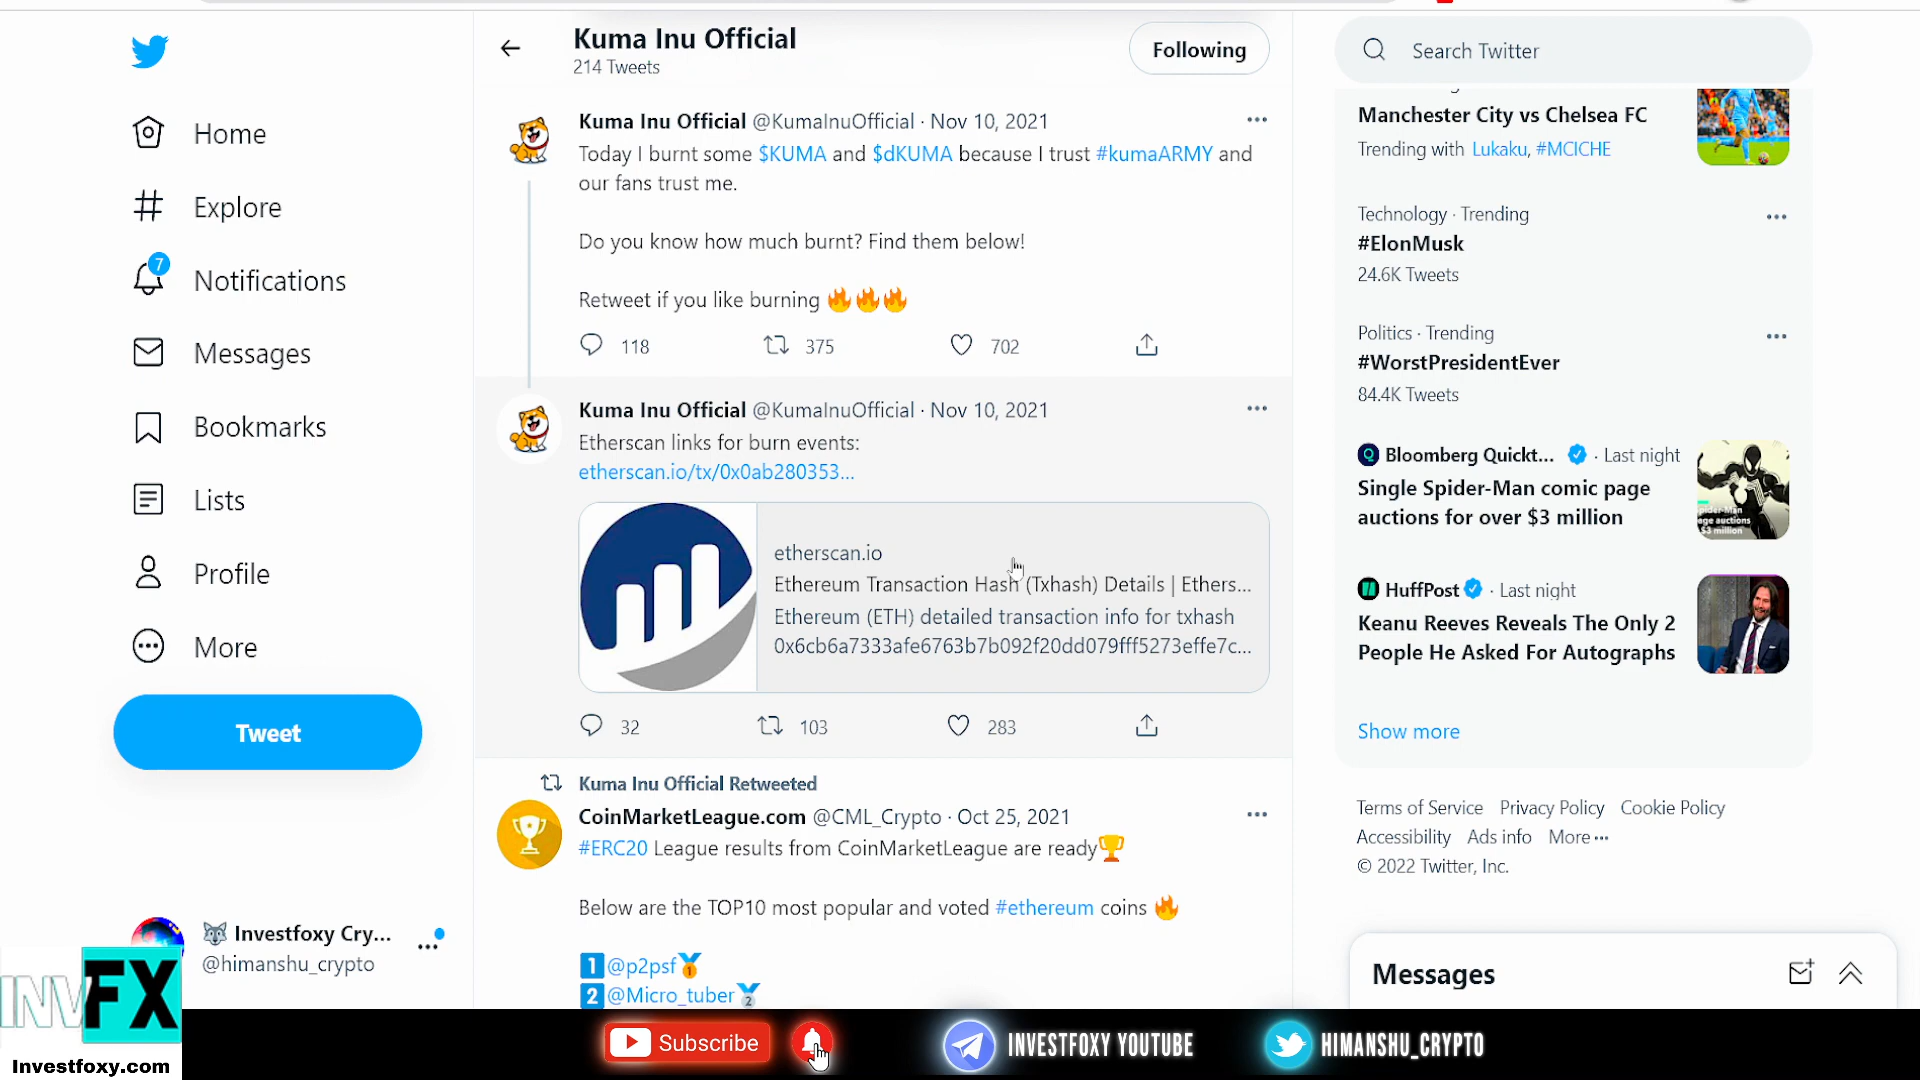 Kuma Inu Official
214 Tweets
Following
Search Twitter
Home
Explore
7
Notifications
Messages
Bookmarks
Lists
Profile
More
Tweet
Investfoxy Cry...
@himanshu_crypto
Kuma Inu Official @KumaInuOfficial · Nov 10, 2021
Today I burnt some $KUMA and $dKUMA because I trust #kumaARMY and
our fans trust me.
Do you know how much burnt? Find them below!
Retweet if you like burning 🔥🔥🔥
118 375 702
Kuma Inu Official @KumaInuOfficial · Nov 10, 2021
Etherscan links for burn events:
etherscan.io/tx/0x0ab280353...
etherscan.io
Ethereum Transaction Hash (Txhash) Details | Ethers...
Ethereum (ETH) detailed transaction info for txhash
0x6cb6a7333afe6763b7b092f20dd079fff5273effe7c...
32 103 283
Kuma Inu Official Retweeted
CoinMarketLeague.com @CML_Crypto · Oct 25, 2021
#ERC20 League results from CoinMarketLeague are ready🏆
Below are the TOP10 most popular and voted #ethereum coins 🔥
1 @p2psf🥇
2 @Micro_tuber🥈
Manchester City vs Chelsea FC
Trending with Lukaku, #MCICHE
Technology · Trending
#ElonMusk
24.6K Tweets
Politics · Trending
#WorstPresidentEver
84.4K Tweets
Bloomberg Quickt... · Last night
Single Spider-Man comic page
auctions for over $3 million
HuffPost · Last night
Keanu Reeves Reveals The Only 2
People He Asked For Autographs
Show more
Terms of Service Privacy Policy Cookie Policy
Accessibility Ads info More ···
© 2022 Twitter, Inc.
Messages
INV FX
Investfoxy.com
Subscribe
INVESTFOXY YOUTUBE
HIMANSHU_CRYPTO